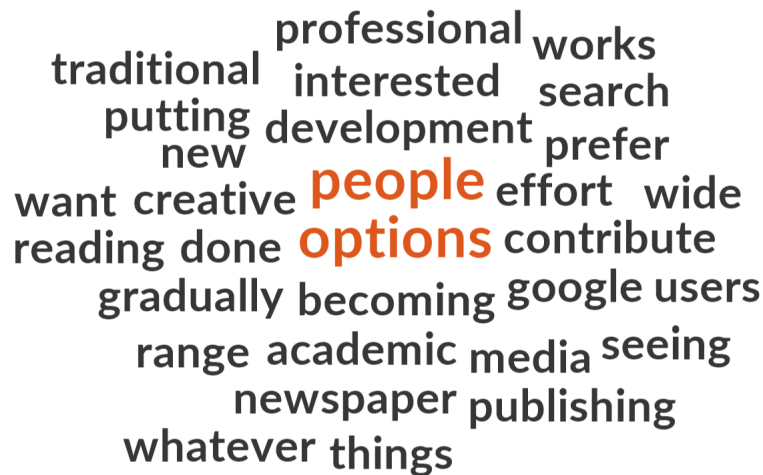 professional works
traditional interested search
putting development prefer
new people effort wide
want creative options contribute
reading done google users
gradually becoming
range academic media seeing
newspaper publishing
whatever things